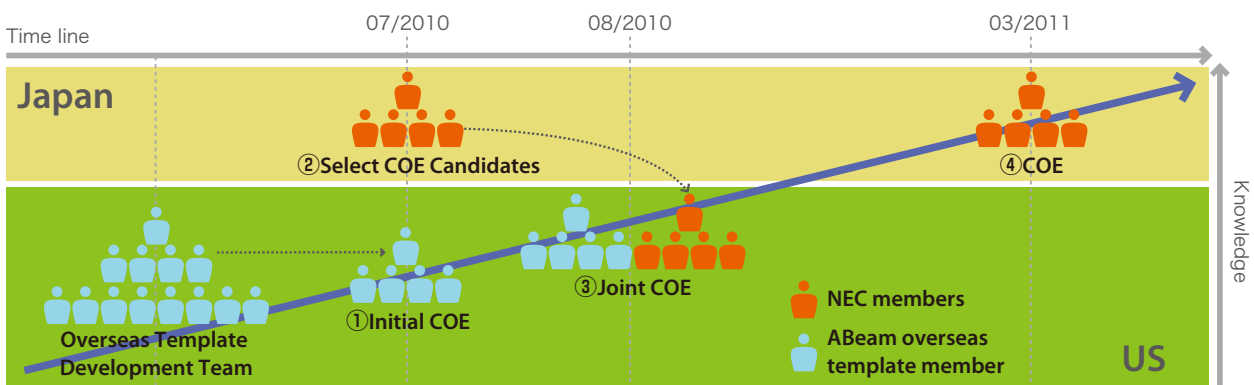 Time line
07/2010
08/2010
03/2011
Japan
②Select COE Candidates
④COE
Knowledge
Overseas Template
Development Team
①Initial COE
③Joint COE
NEC members
ABeam overseas
template member
US